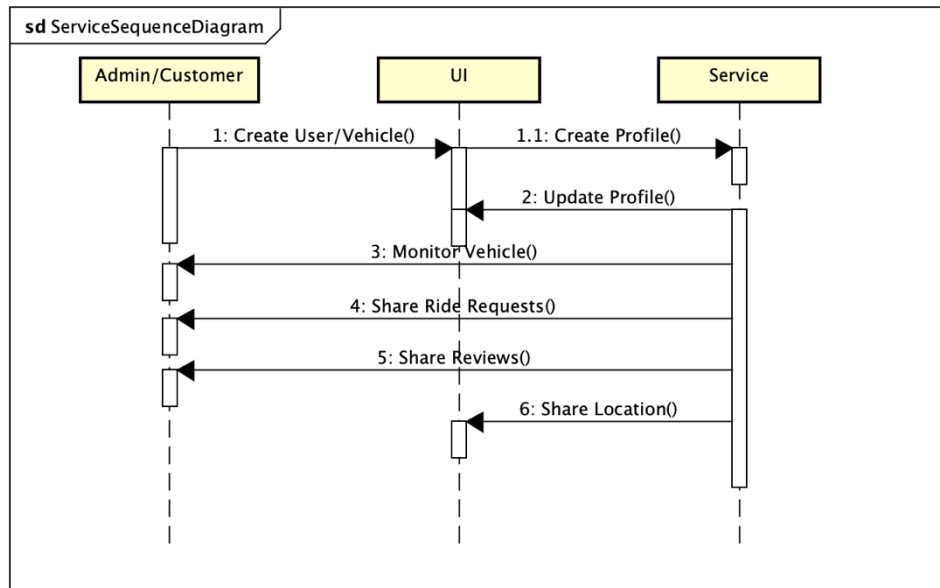 sd ServiceSequenceDiagram
Admin/Customer
UI
Service
1: Create User/Vehicle()
1.1: Create Profile()
2: Update Profile()
3: Monitor Vehicle()
4: Share Ride Requests()
5: Share Reviews()
6: Share Location()